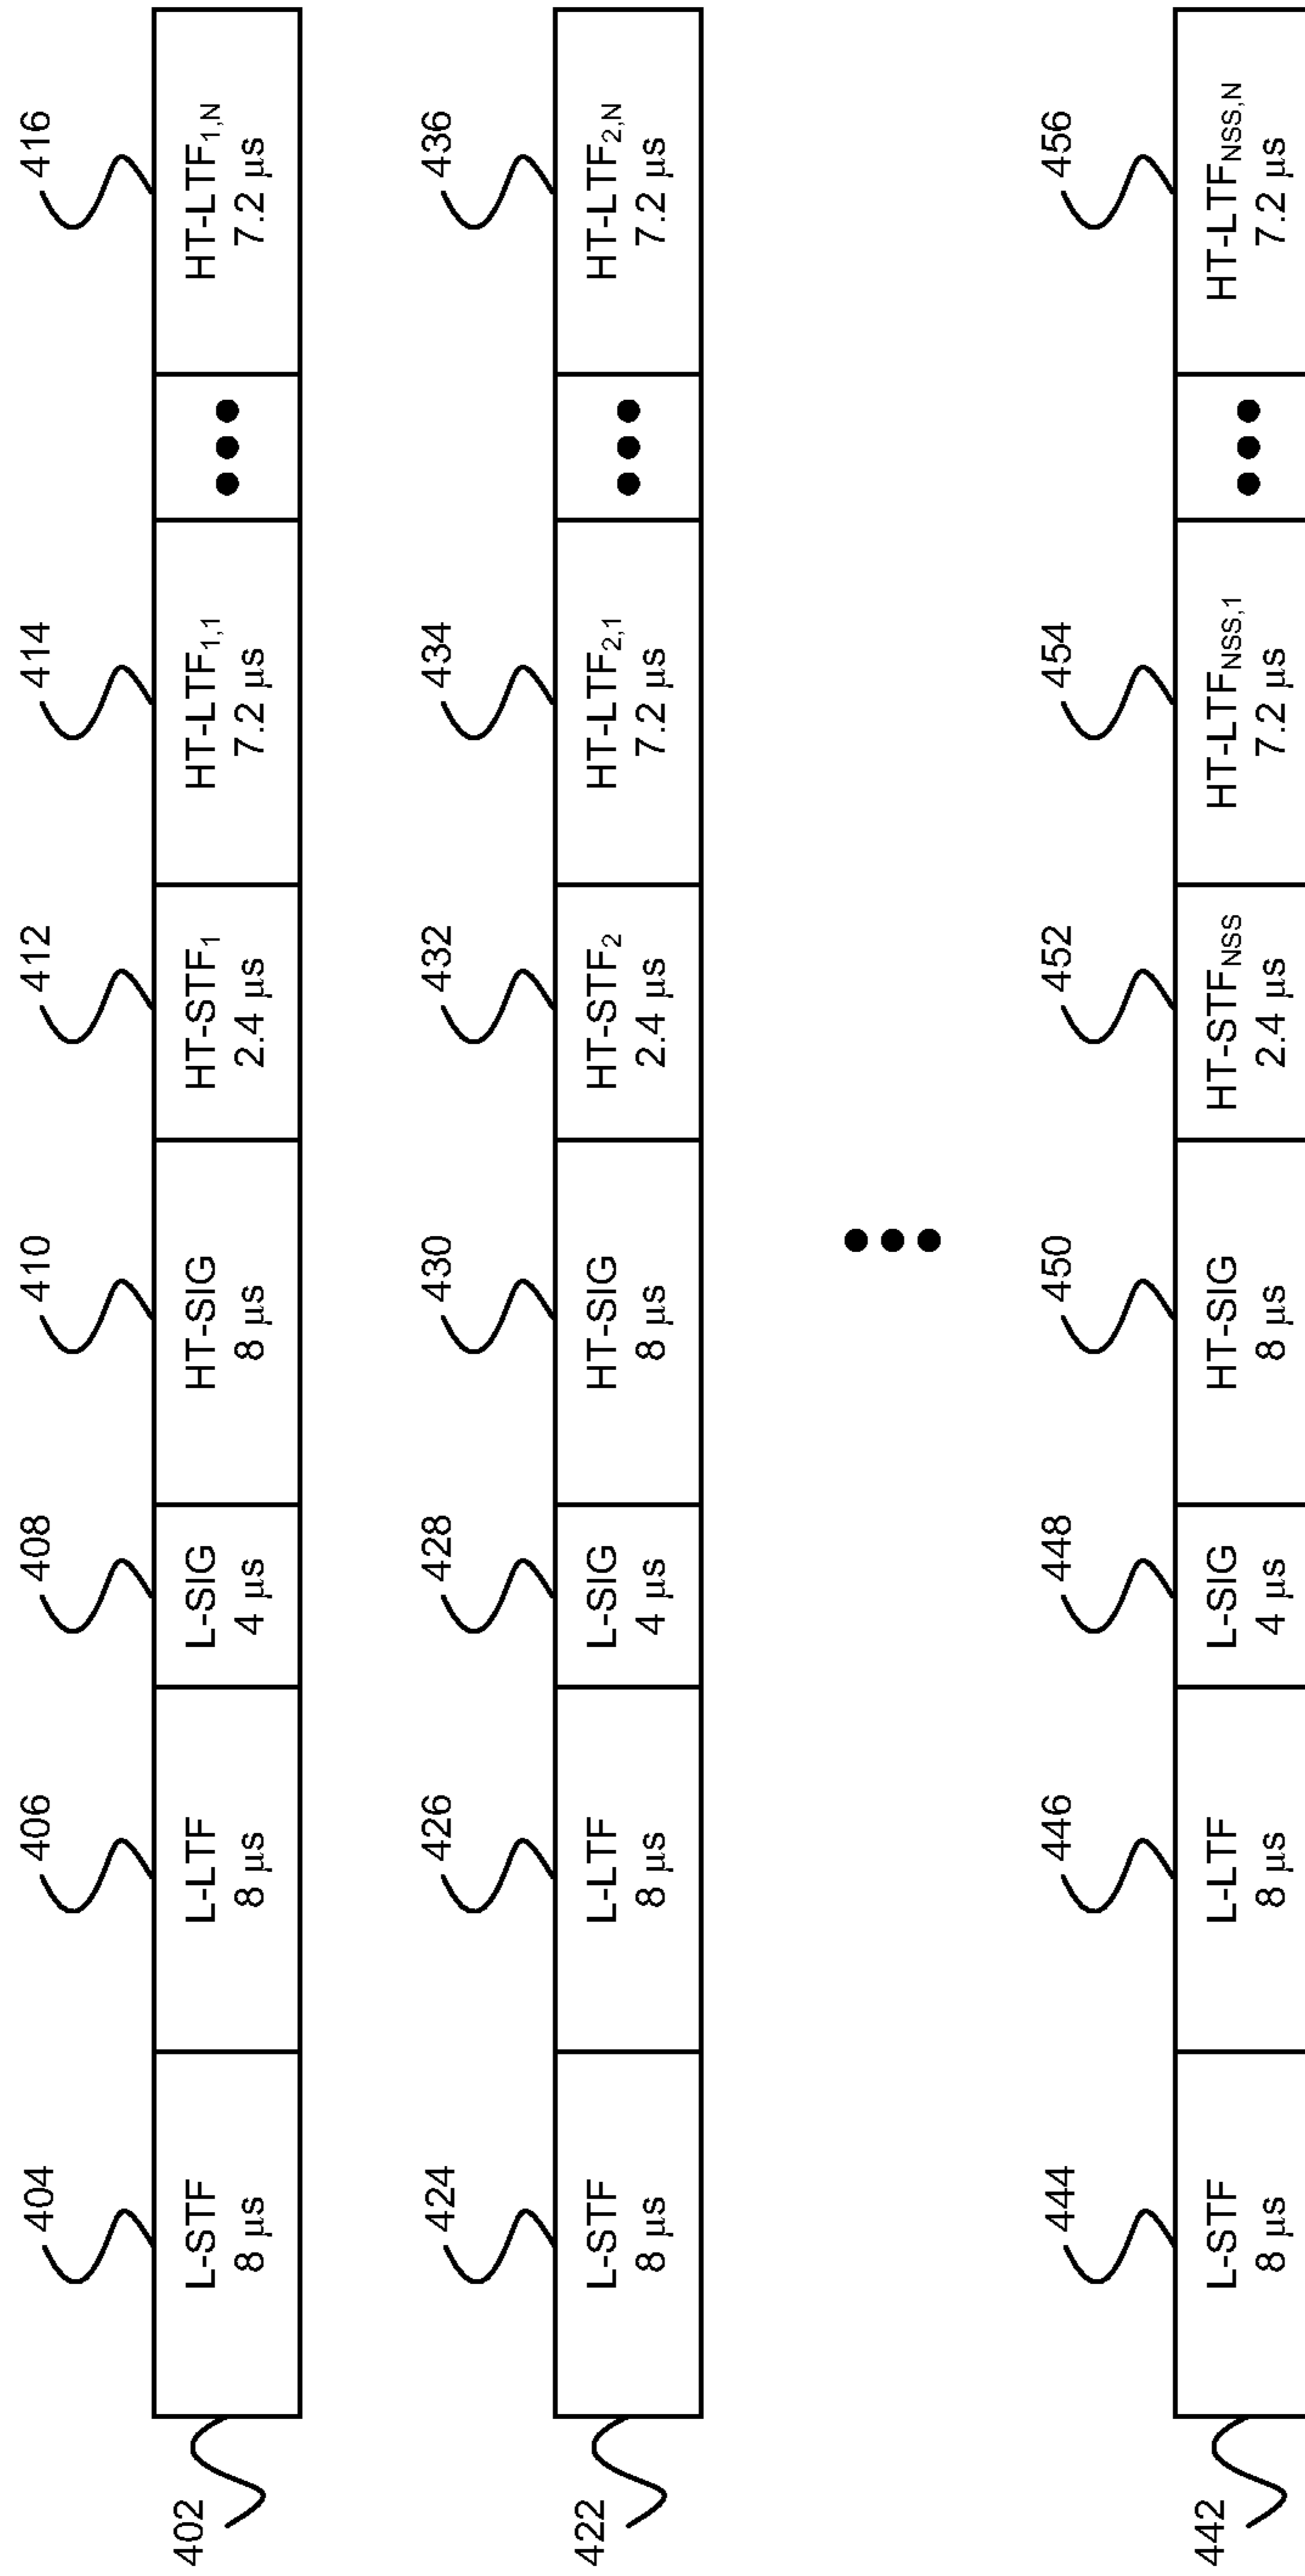 404 406 408 410 412 414 416
402
L-STF
8 μs
L-LTF
8 μs
L-SIG
4 μs
HT-SIG
8 μs
HT-STF1
2.4 μs
HT-LTF1,1
7.2 μs
HT-LTF1,N
7.2 μs
424 426 428 430 432 434 436
422
L-STF
8 μs
L-LTF
8 μs
L-SIG
4 μs
HT-SIG
8 μs
HT-STF2
2.4 μs
HT-LTF2,1
7.2 μs
HT-LTF2,N
7.2 μs
444 446 448 450 452 454 456
442
L-STF
8 μs
L-LTF
8 μs
L-SIG
4 μs
HT-SIG
8 μs
HT-STFNSS
2.4 μs
HT-LTFNSS,1
7.2 μs
HT-LTFNSS,N
7.2 μs